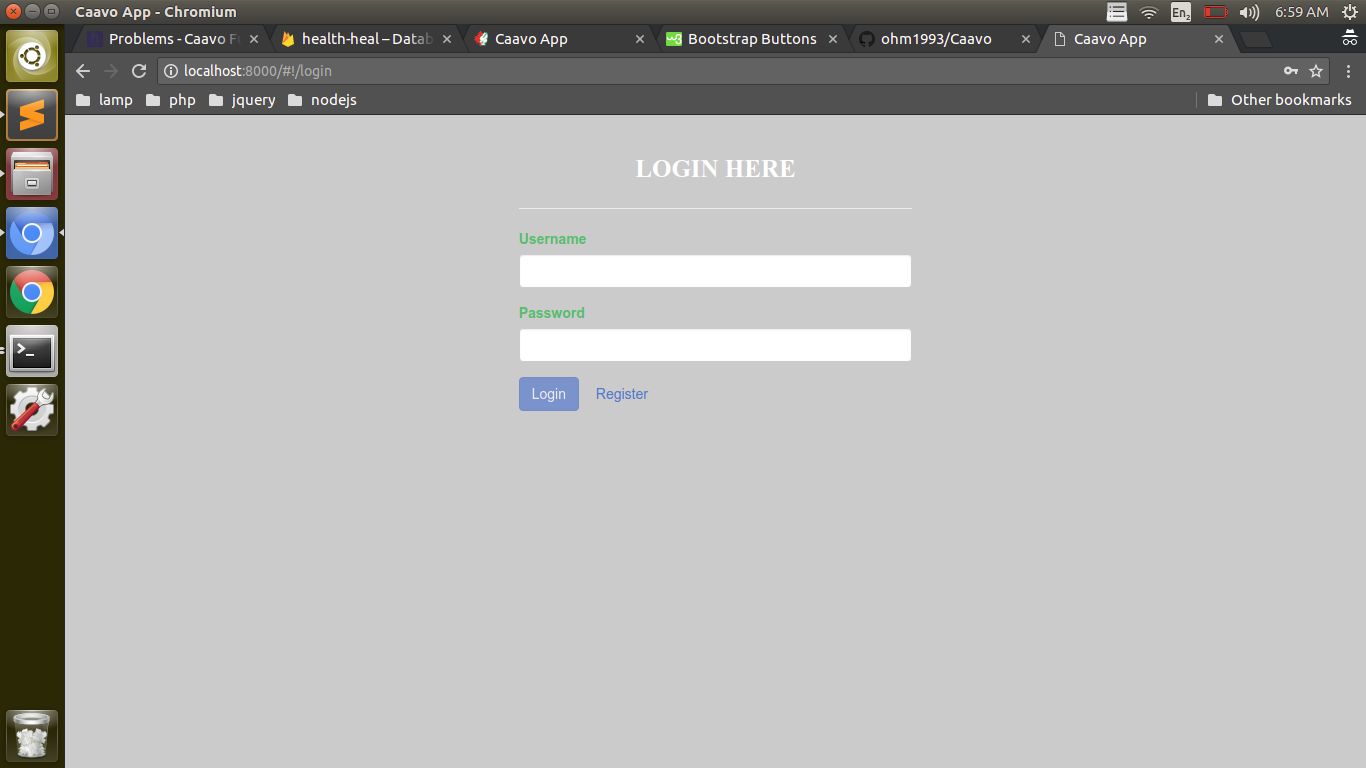 Caavo App - Chromium
En2
6:59 AM
Problems - Caavo F
health-heal – Datab
Caavo App
Bootstrap Buttons
ohm1993/Caavo
Caavo App
localhost:8000/#!/login
lamp
php
jquery
nodejs
Other bookmarks
LOGIN HERE
Username
Password
Login
Register